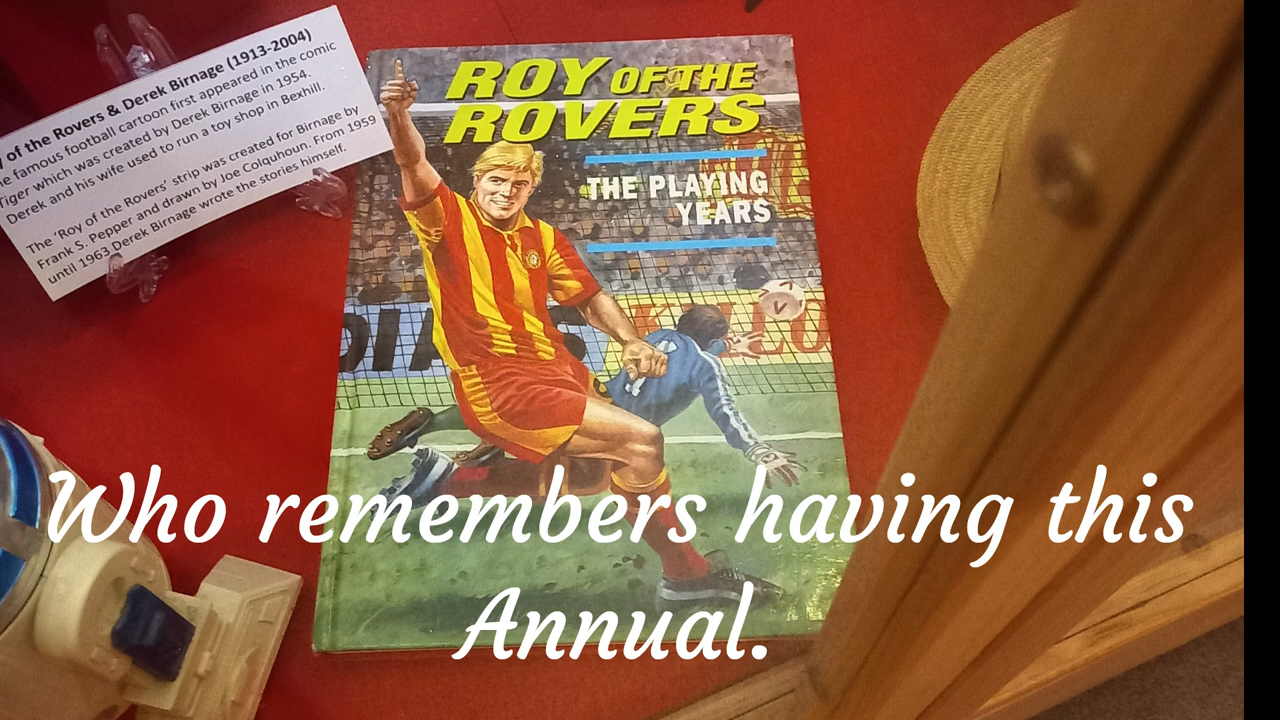 of the Rovers & Derek Birnage (1913-2004)
famous football cartoon first appeared in the comic
Tiger which was created by Derek Birnage in 1954.
Derek and his wife used to run a toy shop in Bexhill.
The 'Roy of the Rovers' strip was created for Birnage by
Frank S. Pepper and drawn by Joe Colquhoun. From 1959
until 1963 Derek Birnage wrote the stories himself.
ROY OF THE
ROVERS
THE PLAYING
YEARS
Who remembers having this
Annual.